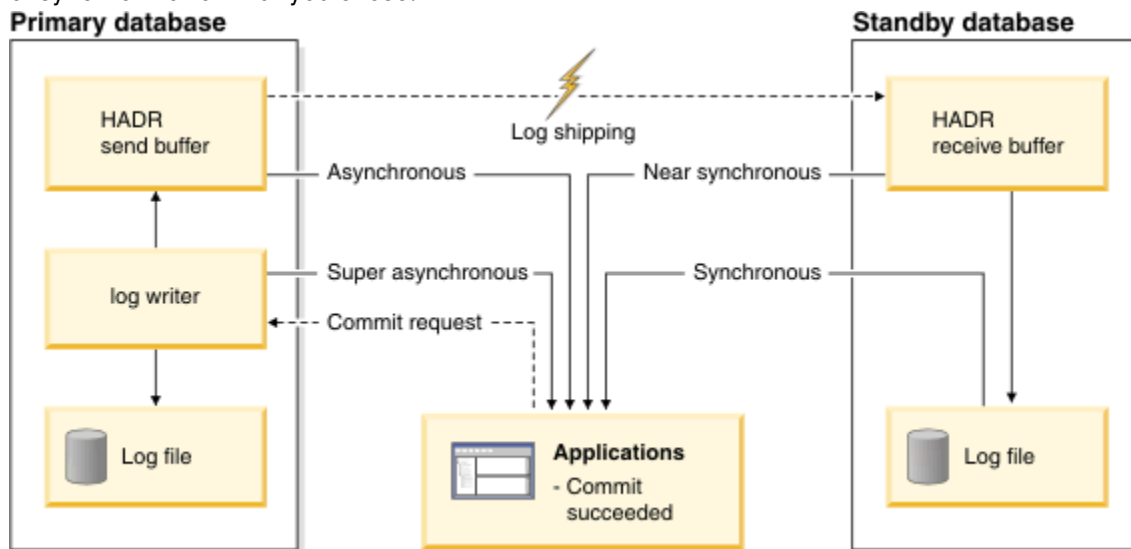 Primary database
Standby database
HADR
send buffer
Log shipping
HADR
receive buffer
Asynchronous
Near synchronous
log writer
Super asynchronous
Synchronous
Commit request
Log file
Applications
- Commit
succeeded
Log file